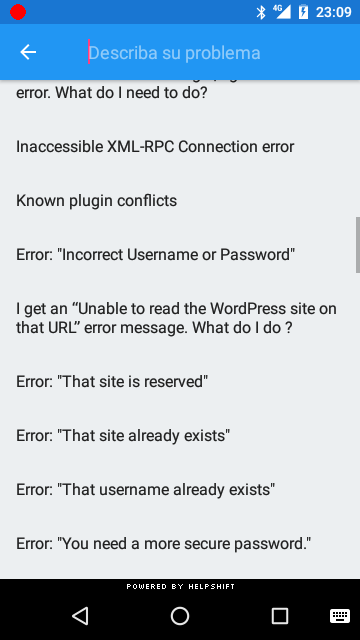 4G 23:09
Describa su problema
error. What do I need to do?
Inaccessible XML-RPC Connection error
Known plugin conflicts
Error: "Incorrect Username or Password"
I get an “Unable to read the WordPress site on
that URL” error message. What do I do ?
Error: "That site is reserved"
Error: "That site already exists"
Error: "That username already exists"
Error: "You need a more secure password."
POWERED BY HELPSHIFT